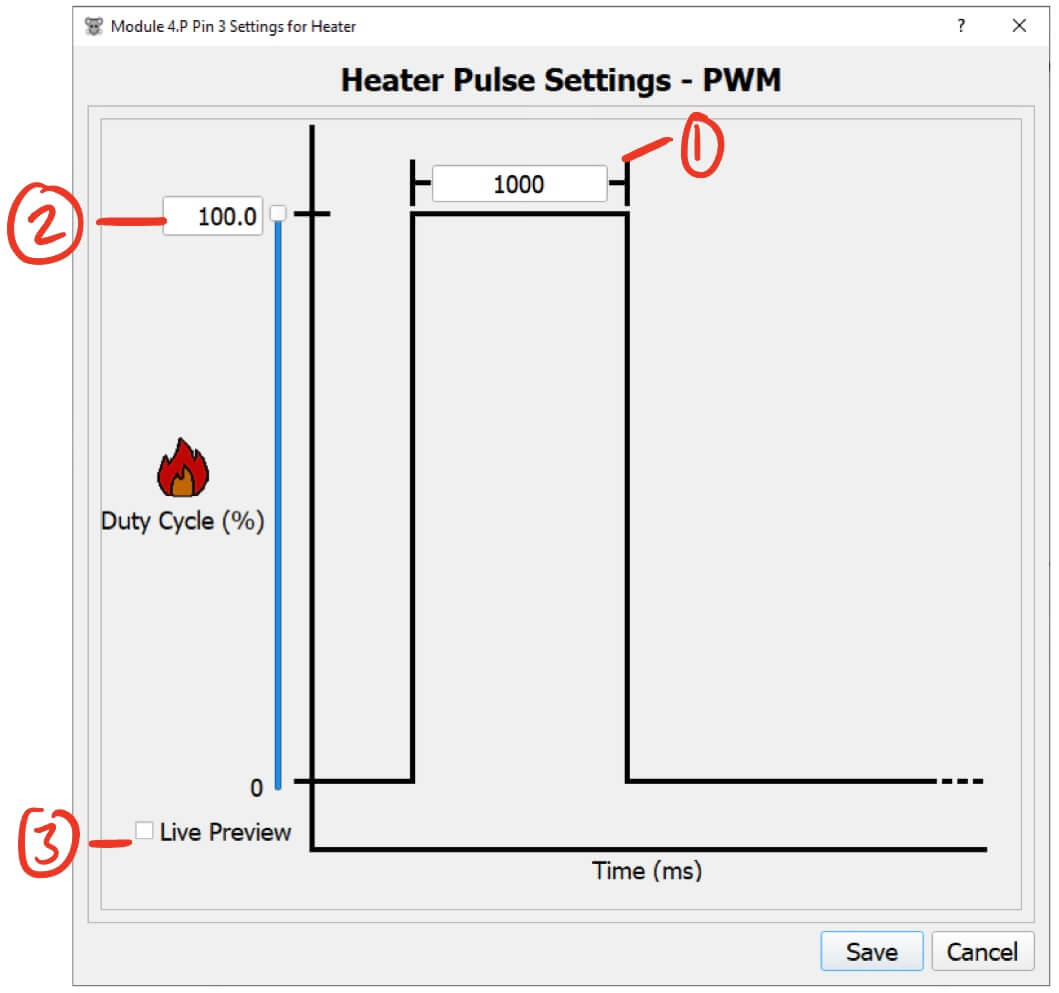 Module 4.P Pin 3 Settings for Heater ?
Heater Pulse Settings - PWM
1
1000
2
100.0
Duty Cycle (%)
0
3
Live Preview
Time (ms)
Save Cancel